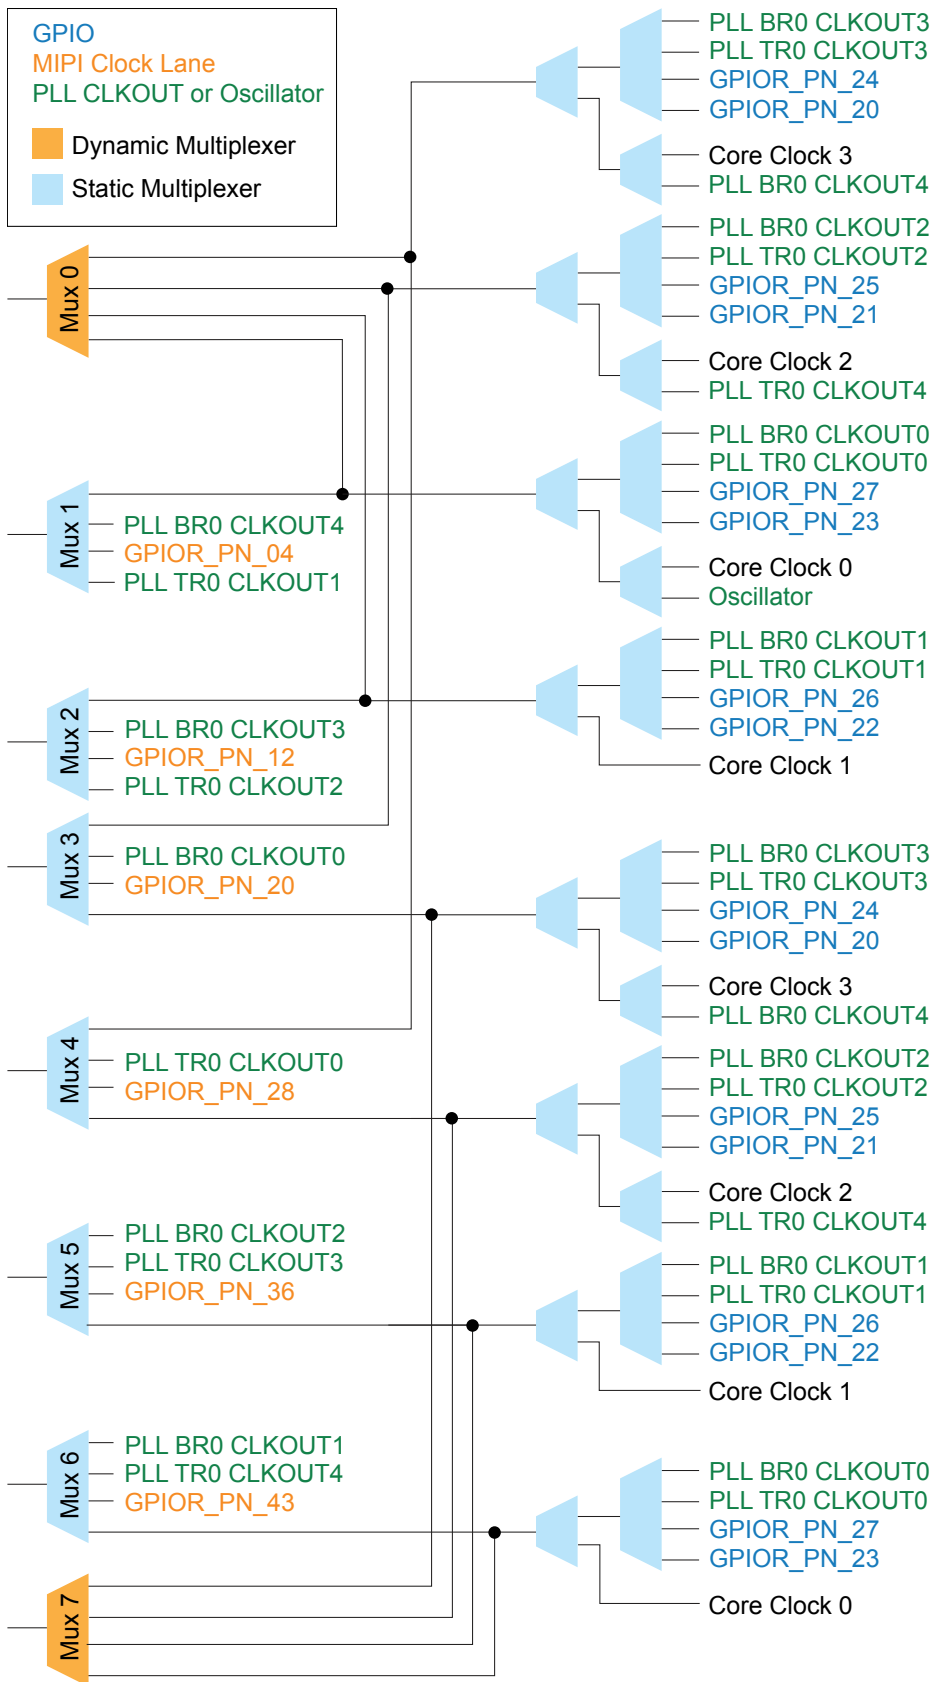 GPIO
MIPI Clock Lane
PLL CLKOUT or Oscillator
Dynamic Multiplexer
Static Multiplexer
PLL BR0 CLKOUT3
PLL TR0 CLKOUT3
GPIOR_PN_24
GPIOR_PN_20
Core Clock 3
PLL BR0 CLKOUT4
Mux 0
PLL BR0 CLKOUT2
PLL TR0 CLKOUT2
GPIOR_PN_25
GPIOR_PN_21
Core Clock 2
PLL TR0 CLKOUT4
Mux 1
PLL BR0 CLKOUT4
GPIOR_PN_04
PLL TR0 CLKOUT1
PLL BR0 CLKOUT0
PLL TR0 CLKOUT0
GPIOR_PN_27
GPIOR_PN_23
Core Clock 0
Oscillator
Mux 2
PLL BR0 CLKOUT3
GPIOR_PN_12
PLL TR0 CLKOUT2
PLL BR0 CLKOUT1
PLL TR0 CLKOUT1
GPIOR_PN_26
GPIOR_PN_22
Core Clock 1
Mux 3
PLL BR0 CLKOUT0
GPIOR_PN_20
PLL BR0 CLKOUT3
PLL TR0 CLKOUT3
GPIOR_PN_24
GPIOR_PN_20
Core Clock 3
PLL BR0 CLKOUT4
Mux 4
PLL TR0 CLKOUT0
GPIOR_PN_28
PLL BR0 CLKOUT2
PLL TR0 CLKOUT2
GPIOR_PN_25
GPIOR_PN_21
Core Clock 2
PLL TR0 CLKOUT4
Mux 5
PLL BR0 CLKOUT2
PLL TR0 CLKOUT3
GPIOR_PN_36
PLL BR0 CLKOUT1
PLL TR0 CLKOUT1
GPIOR_PN_26
GPIOR_PN_22
Core Clock 1
Mux 6
PLL BR0 CLKOUT1
PLL TR0 CLKOUT4
GPIOR_PN_43
PLL BR0 CLKOUT0
PLL TR0 CLKOUT0
GPIOR_PN_27
GPIOR_PN_23
Core Clock 0
Mux 7